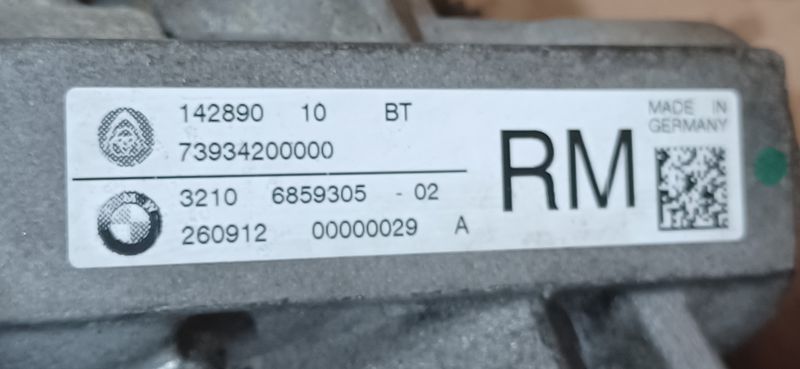 142890 10 BT
73934200000
3210 6859305 - 02
260912 00000029 A
RM
MADE IN
GERMANY